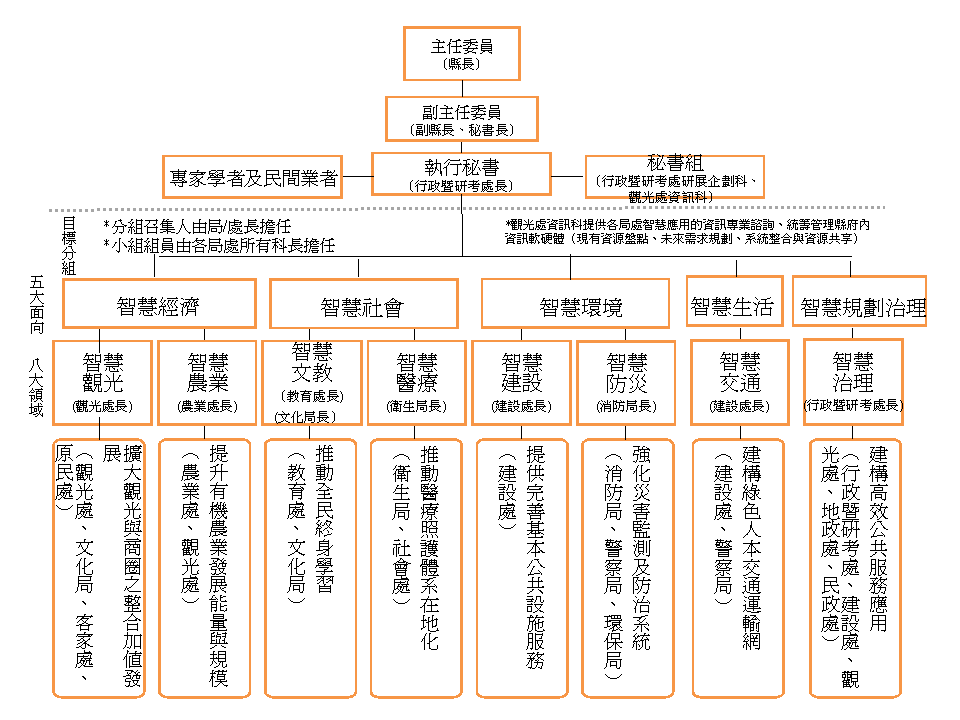 主任委員
〔縣長〕
副主任委員
〔副縣長、秘書長〕
執行秘書
〔行政暨研考處長〕
專家學者及民間業者
秘書組
〔行政暨研考處研展企劃科、
觀光處資訊科〕
目標分組
*分組召集人由局/處長擔任
*小組組員由各局處所有科長擔任
*觀光處資訊科提供各局處智慧應用的資訊專業諮詢、統籌管理縣府內
資訊軟硬體（現有資源盤點、未來需求規劃、系統整合與資源共享）
五大面向
智慧經濟
智慧社會
智慧環境
智慧生活
智慧規劃治理
八大領域
智慧
觀光
(觀光處長)
智慧
農業
(農業處長)
智慧
文教
〔教育處長〕
(文化局長〕
智慧
醫療
(衛生局長)
智慧
建設
(建設處長)
智慧
防災
(消防局長)
智慧
交通
(建設處長)
智慧
治理
(行政暨研考處長)
擴大觀光與商圈之整合加值發
展
（觀光處、文化局、客家處、
原民處）
提升有機農業發展能量與規模
（農業處、觀光處）
推動全民終身學習
（教育處、文化局）
推動醫療照護體系在地化
（衛生局、社會處）
提供完善基本公共設施服務
（建設處）
強化災害監測及防治系統
（消防局、警察局、環保局）
建構綠色人本交通運輸網
（建設處、警察局）
建構高效公共服務應用
（行政暨研考處、建設處、觀
光處、地政處、民政處）